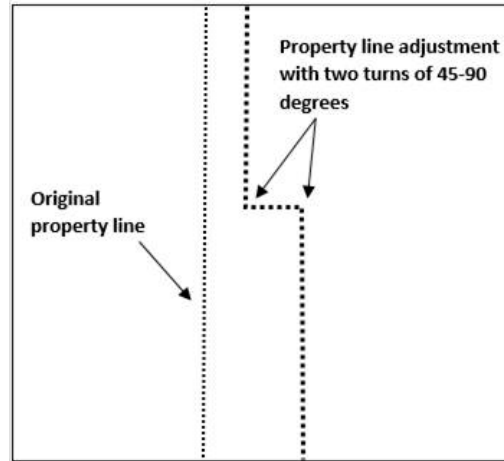 Property line adjustment
with two turns of 45-90
degrees
Original
property line